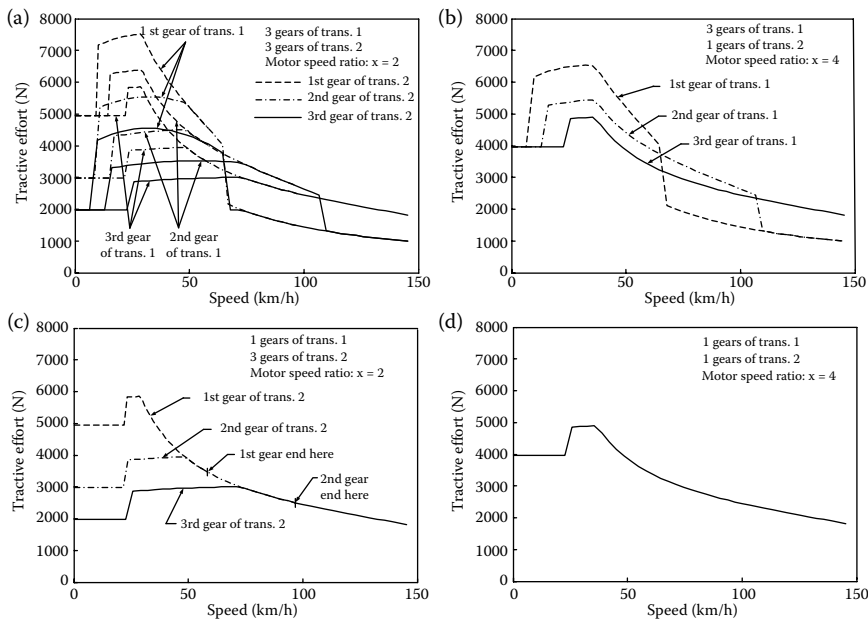 (a)
8000
7000
6000
5000
4000
3000
2000
1000
0
Tractive effort (N)
1 st gear of trans. 1
3 gears of trans. 1
3 gears of trans. 2
Motor speed ratio: x = 2
1st gear of trans. 2
2nd gear of trans. 2
3rd gear of trans. 2
3rd gear
of trans. 1
2nd gear
of trans. 1
0
50
100
150
Speed (km/h)
(b)
8000
7000
6000
5000
4000
3000
2000
1000
0
Tractive effort (N)
3 gears of trans. 1
1 gears of trans. 2
Motor speed ratio: x = 4
1st gear of trans. 1
2nd gear of trans. 1
3rd gear of trans. 1
0
50
100
150
Speed (km/h)
(c)
8000
7000
6000
5000
4000
3000
2000
1000
0
Tractive effort (N)
1 gears of trans. 1
3 gears of trans. 2
Motor speed ratio: x = 2
1st gear of trans. 2
2nd gear of trans. 2
1st gear end here
2nd gear
end here
3rd gear of trans. 2
0
50
100
150
Speed (km/h)
(d)
8000
7000
6000
5000
4000
3000
2000
1000
0
Tractive effort (N)
1 gears of trans. 1
1 gears of trans. 2
Motor speed ratio: x = 4
0
50
100
150
Speed (km/h)